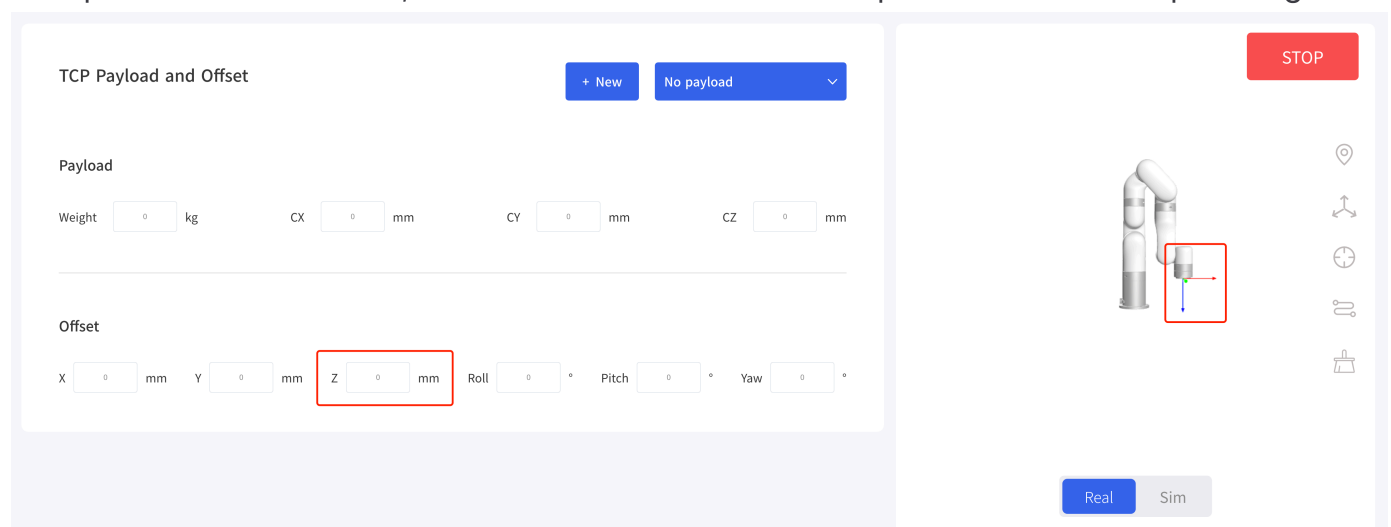 TCP Payload and Offset
+ New
No payload
STOP
Payload
Weight 0 kg CX 0 mm CY 0 mm CZ 0 mm
Offset
X 0 mm Y 0 mm Z 0 mm Roll 0 ° Pitch 0 ° Yaw 0 °
Real Sim